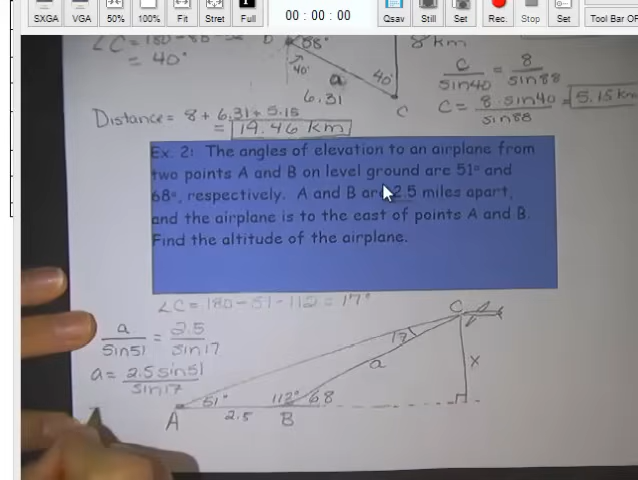 SXGA VGA 50% 100% Fit Stret Full 00 : 00 : 00 Qsav Still Set Rec. Stop Set Tool Bar
= 40°
88°
40°
a
40°
8 km
6.31
C
C/sin40 = 8/sin88
C = 8·sin40/sin88 = 5.15 km
Distance = 8 + 6.31 + 5.15
= 19.46 km
Ex. 2: The angles of elevation to an airplane from
two points A and B on level ground are 51° and
68°, respectively. A and B are 2.5 miles apart,
and the airplane is to the east of points A and B.
Find the altitude of the airplane.
∠C = 180 - 51 - 112 = 17°
a/sin51 = 2.5/sin17
a = 2.5sin51/sin17
C
17
a
x
51°
112°
68
A
2.5
B